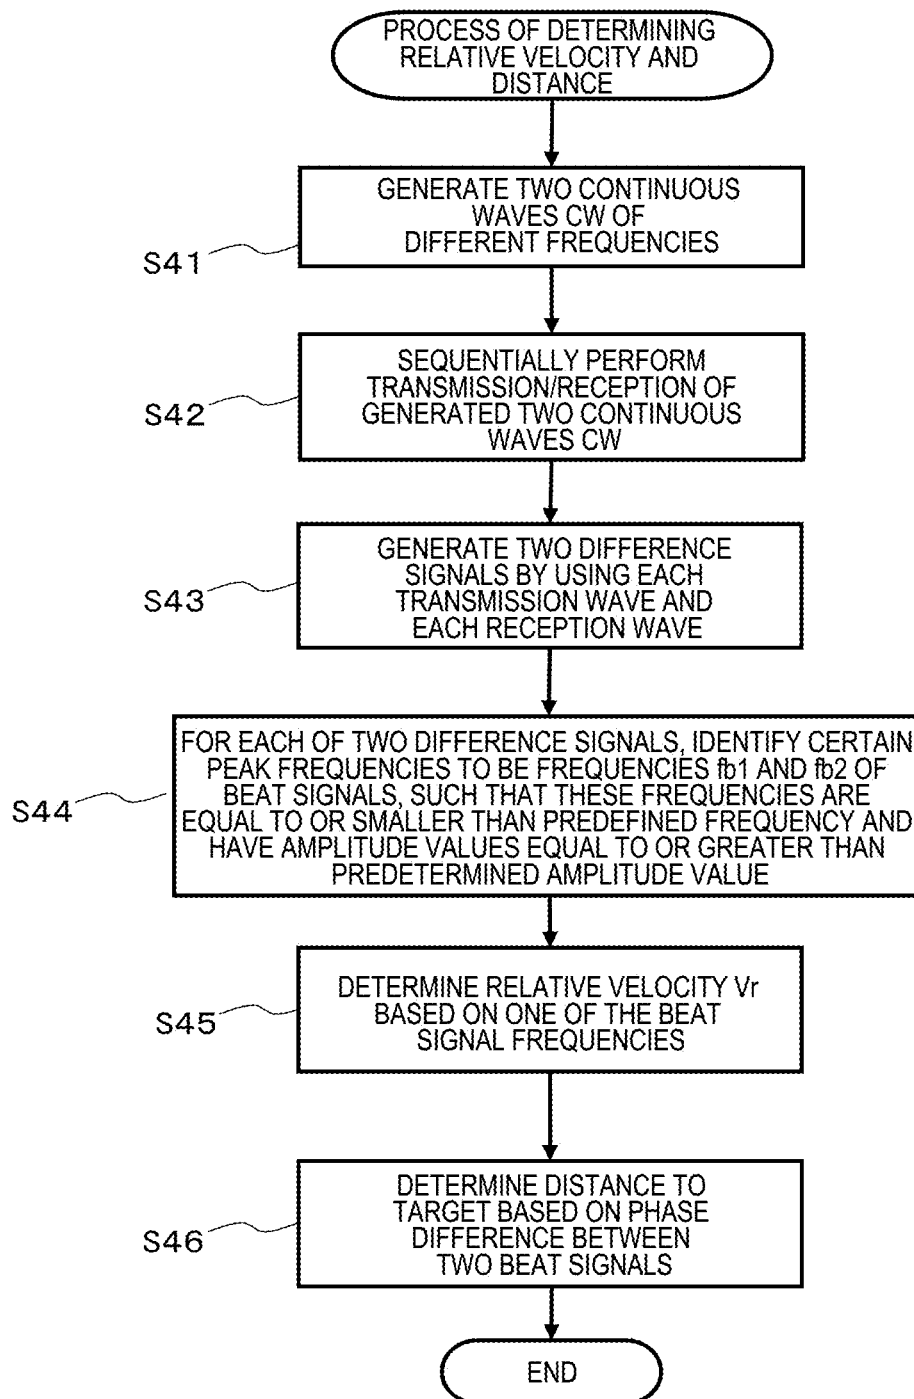 PROCESS OF DETERMINING
RELATIVE VELOCITY AND
DISTANCE
GENERATE TWO CONTINUOUS
WAVES CW OF
DIFFERENT FREQUENCIES
S41
SEQUENTIALLY PERFORM
TRANSMISSION/RECEPTION OF
GENERATED TWO CONTINUOUS
WAVES CW
S42
GENERATE TWO DIFFERENCE
SIGNALS BY USING EACH
TRANSMISSION WAVE AND
EACH RECEPTION WAVE
S43
FOR EACH OF TWO DIFFERENCE SIGNALS, IDENTIFY CERTAIN
PEAK FREQUENCIES TO BE FREQUENCIES fb1 AND fb2 OF
BEAT SIGNALS, SUCH THAT THESE FREQUENCIES ARE
EQUAL TO OR SMALLER THAN PREDEFINED FREQUENCY AND
HAVE AMPLITUDE VALUES EQUAL TO OR GREATER THAN
PREDETERMINED AMPLITUDE VALUE
S44
DETERMINE RELATIVE VELOCITY Vr
BASED ON ONE OF THE BEAT
SIGNAL FREQUENCIES
S45
DETERMINE DISTANCE TO
TARGET BASED ON PHASE
DIFFERENCE BETWEEN
TWO BEAT SIGNALS
S46
END